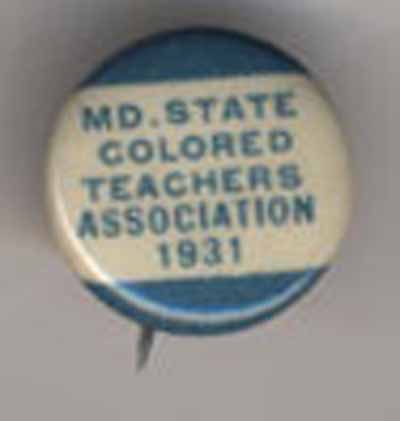 MD. STATE
COLORED
TEACHERS
ASSOCIATION
1931